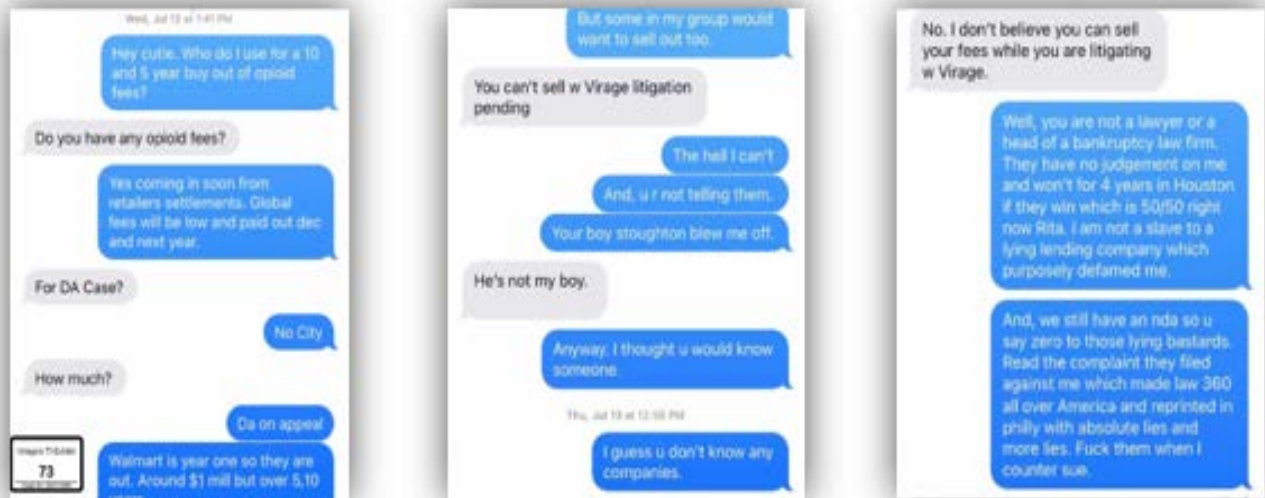 Wed, Jul 13 at 1:41 PM
Hey cutie. Who do I use for a 10
and 5 year buy out of opioid
fees?
Do you have any opioid fees?
Yes coming in soon from
retailers settlements. Global
fees will be low and paid out dec
and next year.
For DA Case?
No City
How much?
Da on appeal
Walmart is year one so they are
out. Around $1 mill but over 5,10
years
73
But some in my group would
want to sell out too.
You can't sell w Virage litigation
pending
The hell I can't
And, u r not telling them.
Your boy stoughton blew me off.
He's not my boy.
Anyway. I thought u would know
someone.
I guess u don't know any
companies.
No. I don't believe you can sell
your fees while you are litigating
w Virage.
Well, you are not a lawyer or a
head of a bankruptcy law firm.
They have no judgement on me
and won't for 4 years in Houston
if they win which is 50/50 right
now Rita. I am not a slave to a
lying lending company which
purposely defamed me.
And, we still have an nda so u
say zero to those lying bastards.
Read the complaint they filed
against me which made law 360
all over America and reprinted in
philly with absolute lies and
more lies. Fuck them when I
counter sue.